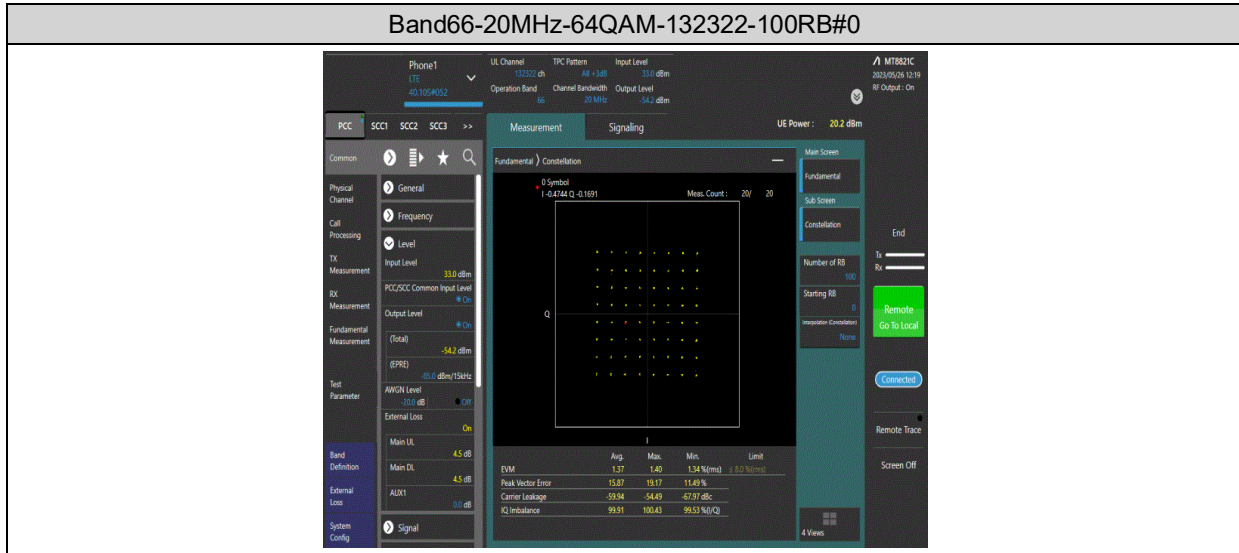 Band66-20MHz-64QAM-132322-100RB#0
Phone1
LTE
40.10S#052
UL Channel TPC Pattern Input Level
132322 ch All +3dB 33.0 dBm
Operation Band Channel Bandwidth Output Level
66 20 MHz -54.2 dBm
MT8821C
2023/05/26 12:19
RF Output : On
PCC SCC1 SCC2 SCC3 >>
Measurement Signaling
UE Power : 20.2 dBm
Common
Physical
Channel
Call
Processing
TX
Measurement
RX
Measurement
Fundamental
Measurement
Test
Parameter
Band
Definition
External
Loss
System
Config
General
Frequency
Level
Input Level
33.0 dBm
PCC/SCC Common Input Level
On
Output Level
On
(Total)
-54.2 dBm
(EPRE)
-85.0 dBm/15kHz
AWGN Level
-20.0 dB Off
External Loss
On
Main UL
4.5 dB
Main DL
4.5 dB
AUX1
0.0 dB
Signal
Fundamental ) Constellation
0 Symbol
I -0.4744 Q -0.1691 Meas. Count : 20/ 20
Q
I
Avg. Max. Min. Limit
EVM 1.37 1.40 1.34 %(rms) ≤ 8.0 %(rms)
Peak Vector Error 15.87 19.17 11.49 %
Carrier Leakage -59.94 -54.49 -67.97 dBc
IQ Imbalance 99.91 100.43 99.53 %(I/Q)
Main Screen
Fundamental
Sub Screen
Constellation
Number of RB
100
Starting RB
0
Interpolation (Constellation)
None
4 Views
End
Tx
Rx
Remote
Go To Local
Connected
Remote Trace
Screen Off